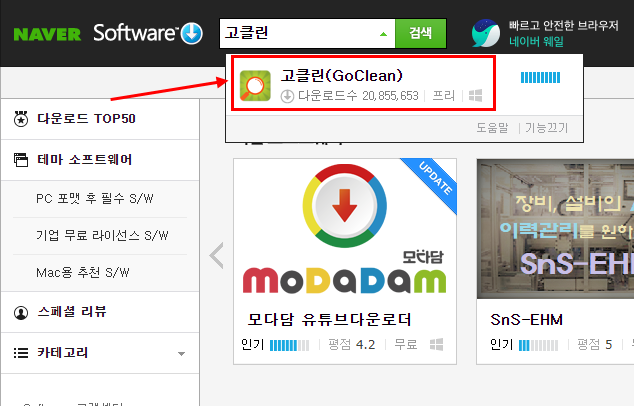 NAVER Software
고클린
검색
빠르고 안전한 브라우저
네이버 웨일
고클린(GoClean)
다운로드수 20,855,653 프리
도움말 기능끄기
다운로드 TOP50
테마 소프트웨어
PC 포맷 후 필수 S/W
기업 무료 라이선스 S/W
Mac용 추천 S/W
스페셜 리뷰
카테고리
UPDATE
모다담
MODADAM
모다담 유튜브다운로더
인기 평점 4.2 무료
장비, 설비의
이력관리를 위한
SnS-EHM
SnS-EHM
인기 평점 5